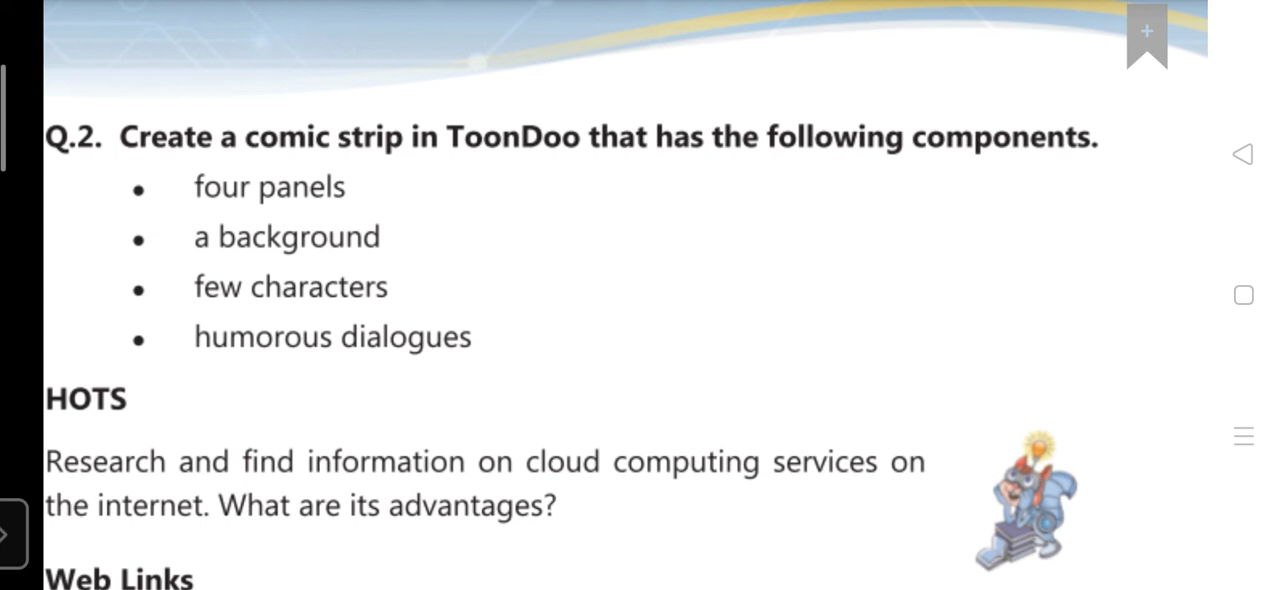 Q.2. Create a comic strip in ToonDoo that has the following components.
• four panels
• a background
• few characters
• humorous dialogues
HOTS
Research and find information on cloud computing services on
the internet. What are its advantages?
Web Links